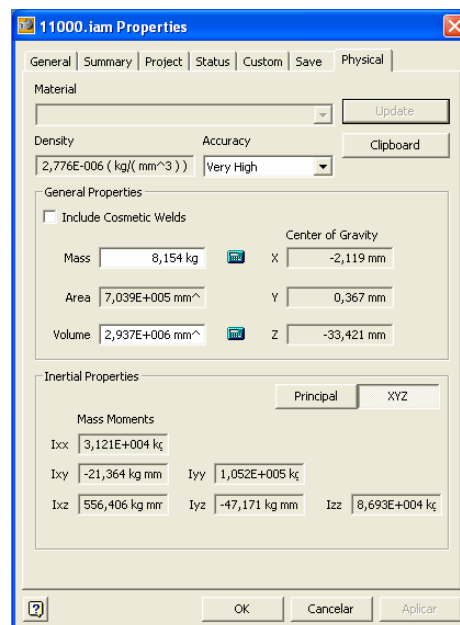 11000.iam Properties
General Summary Project Status Custom Save Physical
Material
Update
Density Accuracy
2,776E-006 ( kg/( mm^3 ) ) Very High Clipboard
General Properties
Include Cosmetic Welds
Center of Gravity
Mass 8,154 kg X -2,119 mm
Area 7,039E+005 mm^ Y 0,367 mm
Volume 2,937E+006 mm^ Z -33,421 mm
Inertial Properties
Principal XYZ
Mass Moments
Ixx 3,121E+004 kg
Ixy -21,364 kg mm Iyy 1,052E+005 kg
Ixz 556,406 kg mm Iyz -47,171 kg mm Izz 8,693E+004 kg
? OK Cancelar Aplicar